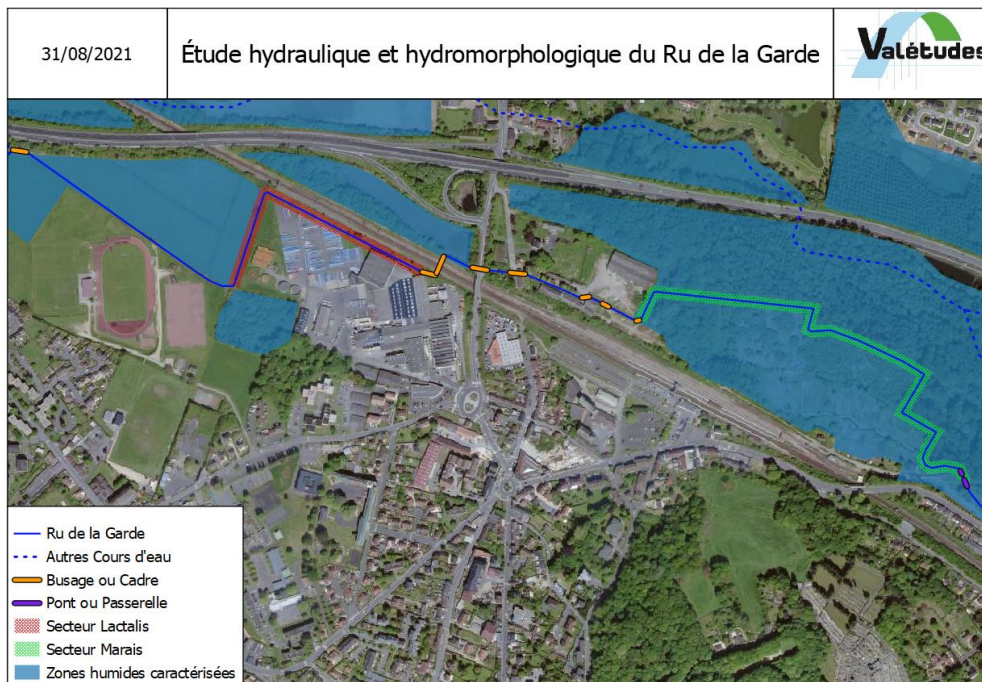 31/08/2021
Étude hydraulique et hydromorphologique du Ru de la Garde
Valétudes
Ru de la Garde
Autres Cours d'eau
Busage ou Cadre
Pont ou Passerelle
Secteur Lactalis
Secteur Marais
Zones humides caractérisées